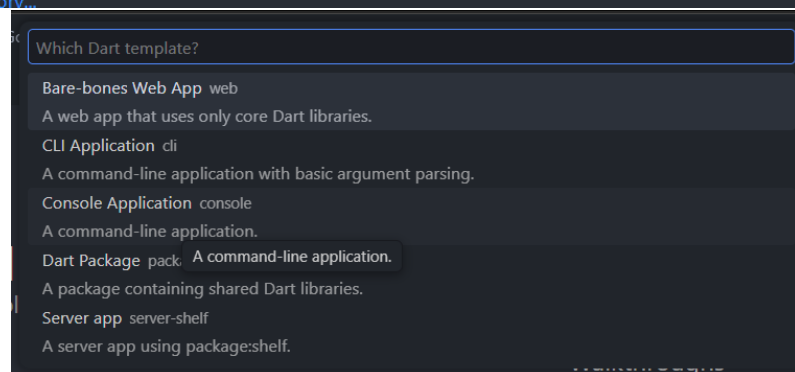 Which Dart template?
Bare-bones Web App web
A web app that uses only core Dart libraries.
CLI Application cli
A command-line application with basic argument parsing.
Console Application console
A command-line application.
A command-line application.
Dart Package pack
A package containing shared Dart libraries.
Server app server-shelf
A server app using package:shelf.